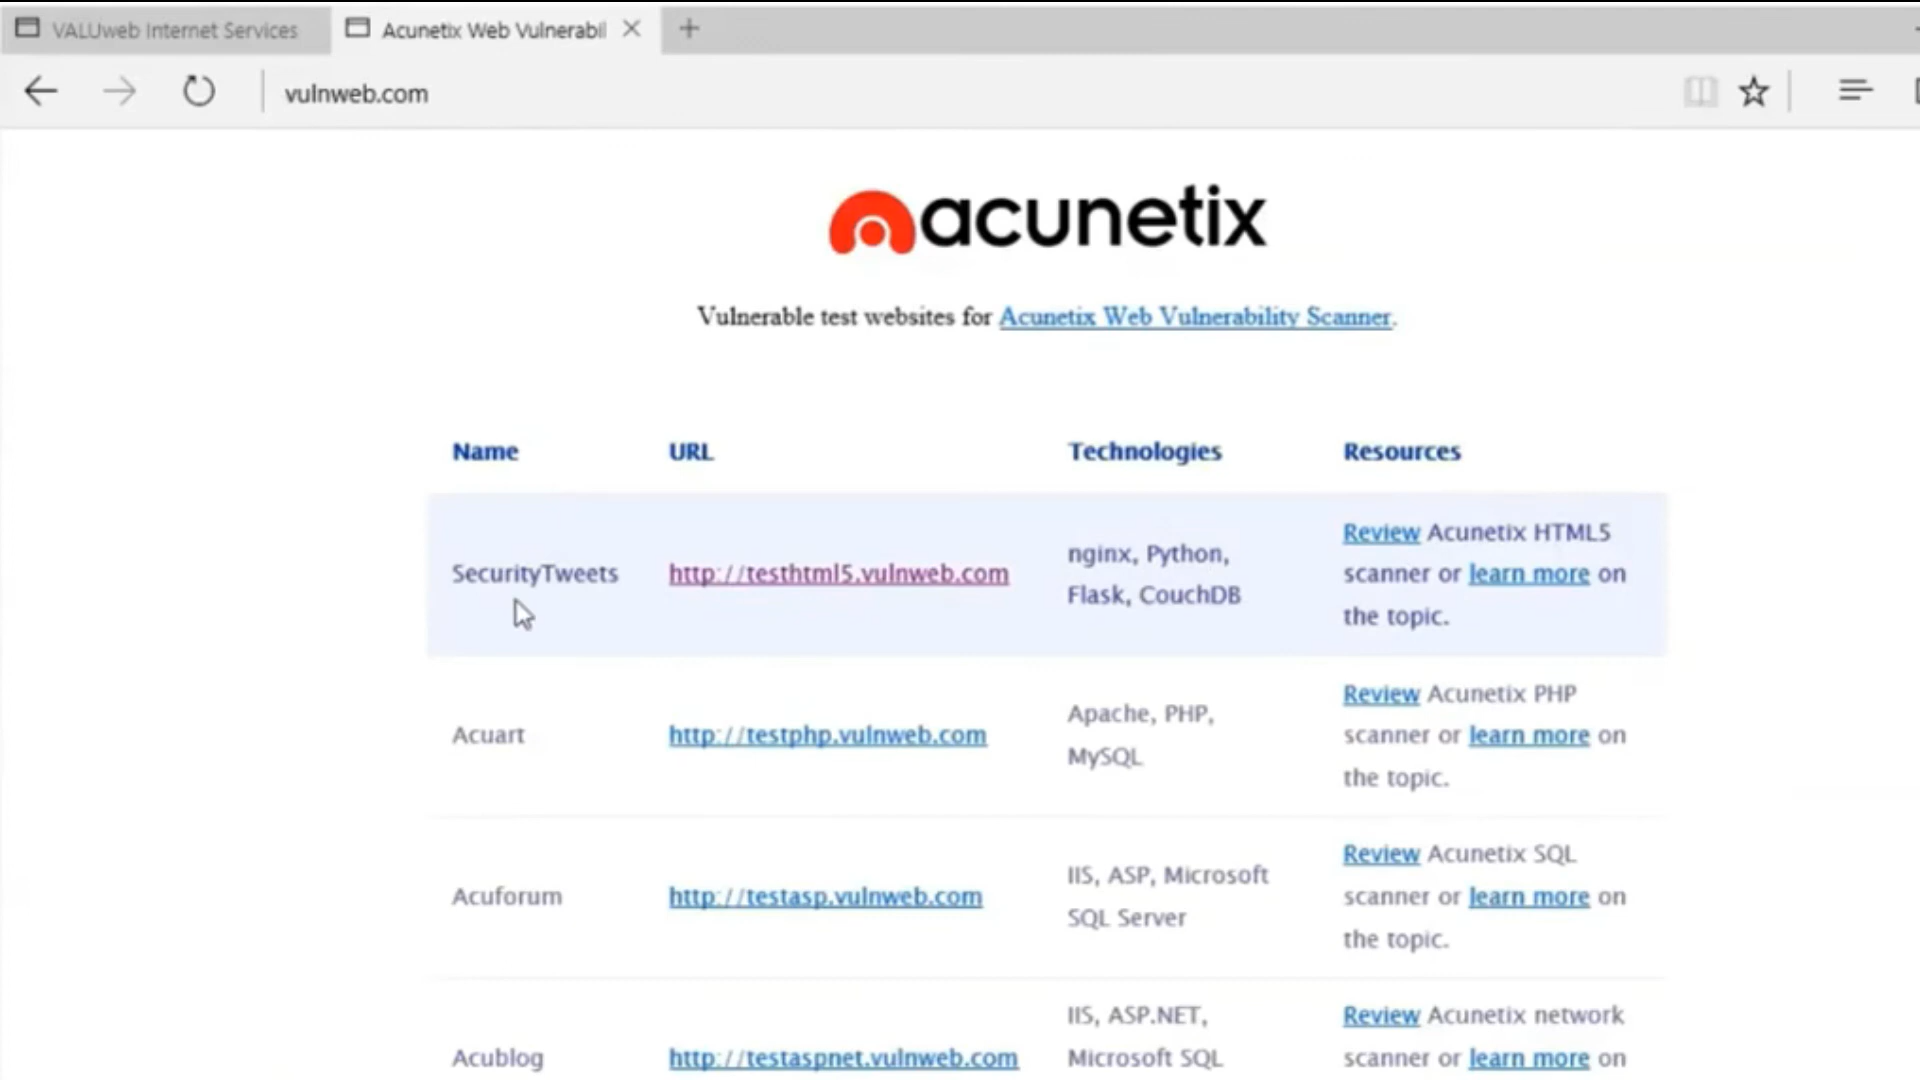 VALUweb Internet Services
Acunetix Web Vulnerabil
vulnweb.com
acunetix
Vulnerable test websites for Acunetix Web Vulnerability Scanner.
Name URL Technologies Resources
SecurityTweets http://testhtml5.vulnweb.com nginx, Python, Flask, CouchDB Review Acunetix HTML5 scanner or learn more on the topic.
Acuart http://testphp.vulnweb.com Apache, PHP, MySQL Review Acunetix PHP scanner or learn more on the topic.
Acuforum http://testasp.vulnweb.com IIS, ASP, Microsoft SQL Server Review Acunetix SQL scanner or learn more on the topic.
Acublog http://testaspnet.vulnweb.com IIS, ASP.NET, Microsoft SQL Review Acunetix network scanner or learn more on